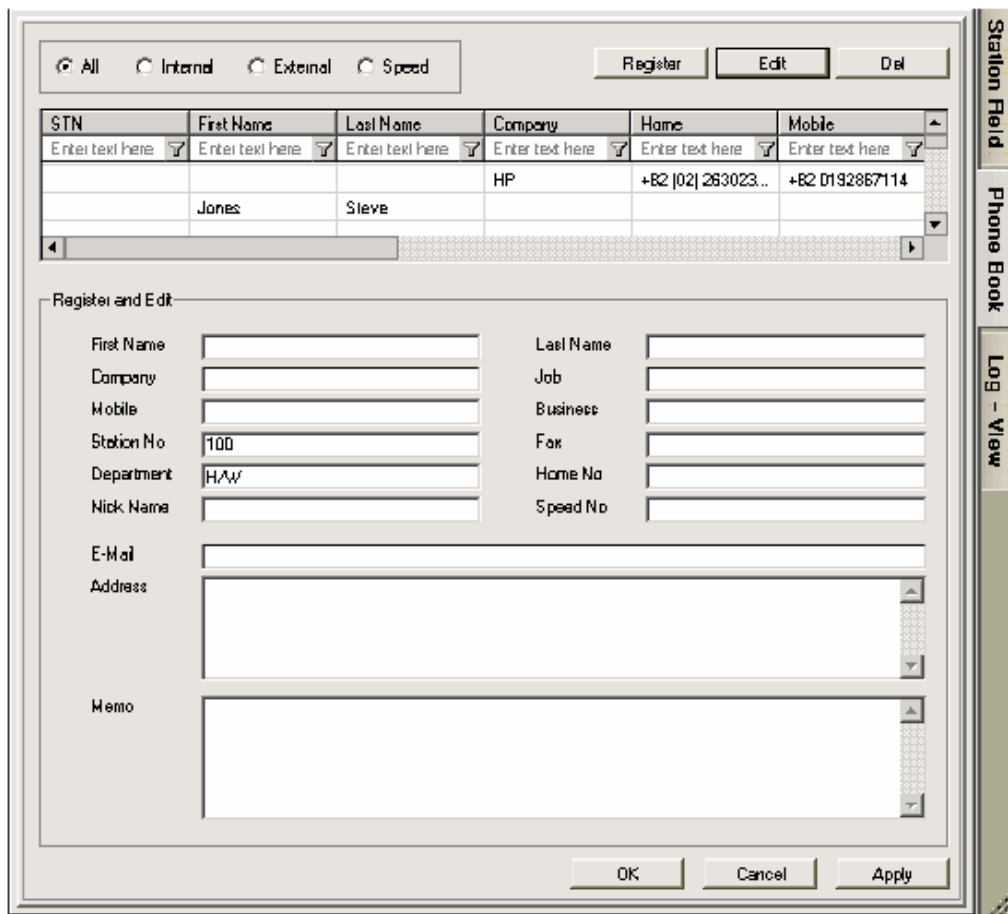 All Internal External Speed Register Edit Del
STN First Name Last Name Company Home Mobile
Enter text here Enter text here Enter text here Enter text here Enter text here Enter text here
HP +82 |02| 263023... +82 0192867114
Jones Steve
Register and Edit
First Name Last Name
Company Job
Mobile Business
Station No 100 Fax
Department H/W Home No
Nick Name Speed No
E-Mail
Address
Memo
OK Cancel Apply
Station Field
Phone Book
Log - View